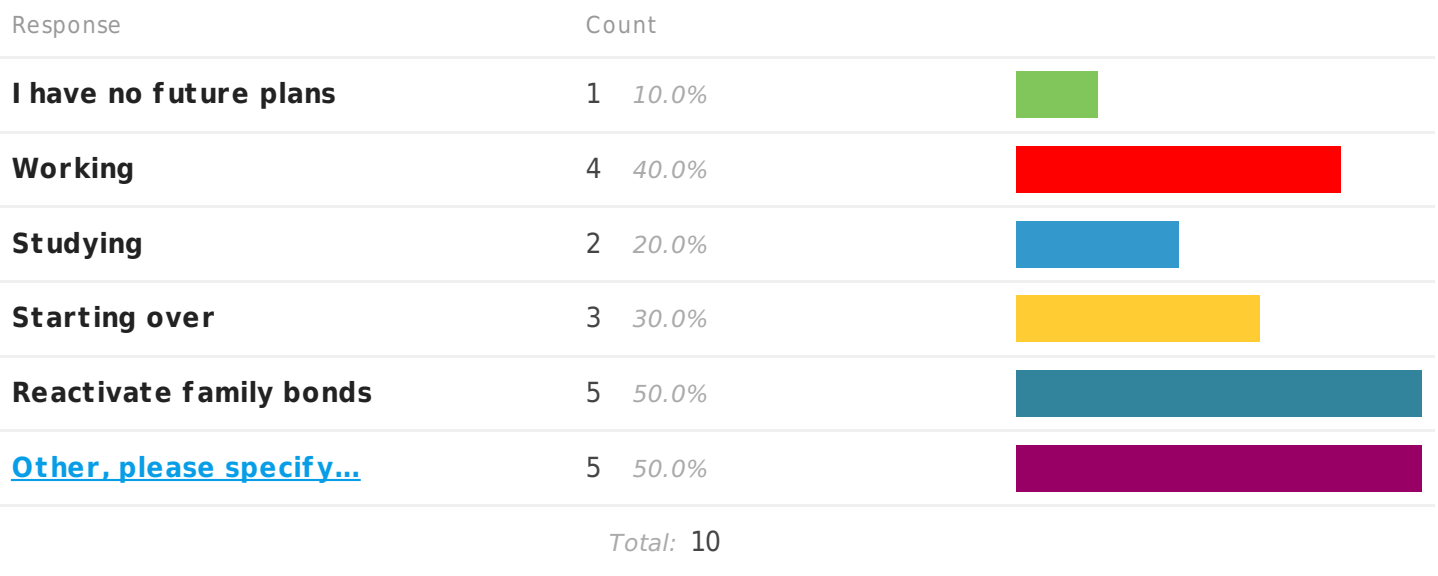 Response Count
I have no future plans 1 10.0%
Working 4 40.0%
Studying 2 20.0%
Starting over 3 30.0%
Reactivate family bonds 5 50.0%
Other, please specify... 5 50.0%
Total: 10